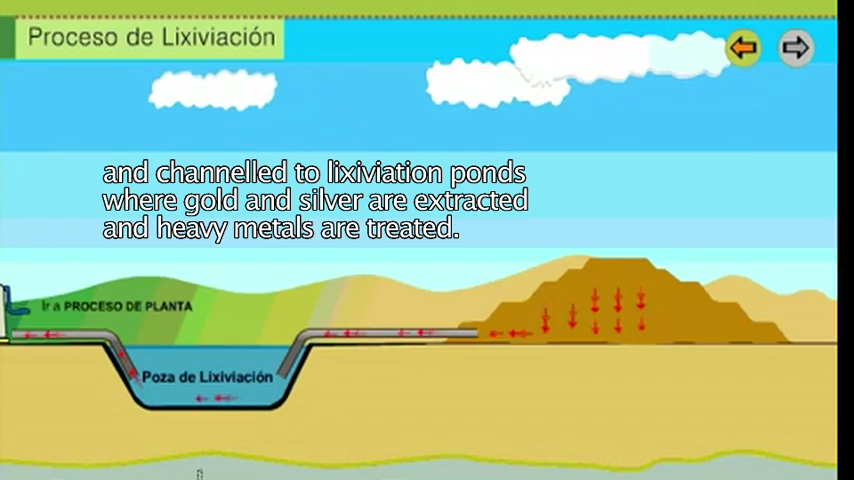 Proceso de Lixiviación
and channelled to lixiviation ponds
where gold and silver are extracted
and heavy metals are treated.
Ir a PROCESO DE PLANTA
Poza de Lixiviación